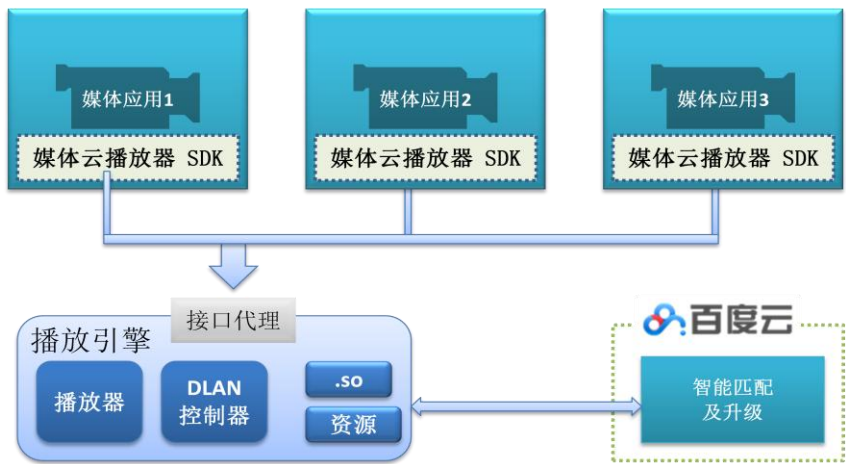 媒体应用1
媒体云播放器 SDK
媒体应用2
媒体云播放器 SDK
媒体应用3
媒体云播放器 SDK
接口代理
播放引擎
播放器
DLAN
控制器
.so
资源
百度云
智能匹配
及升级